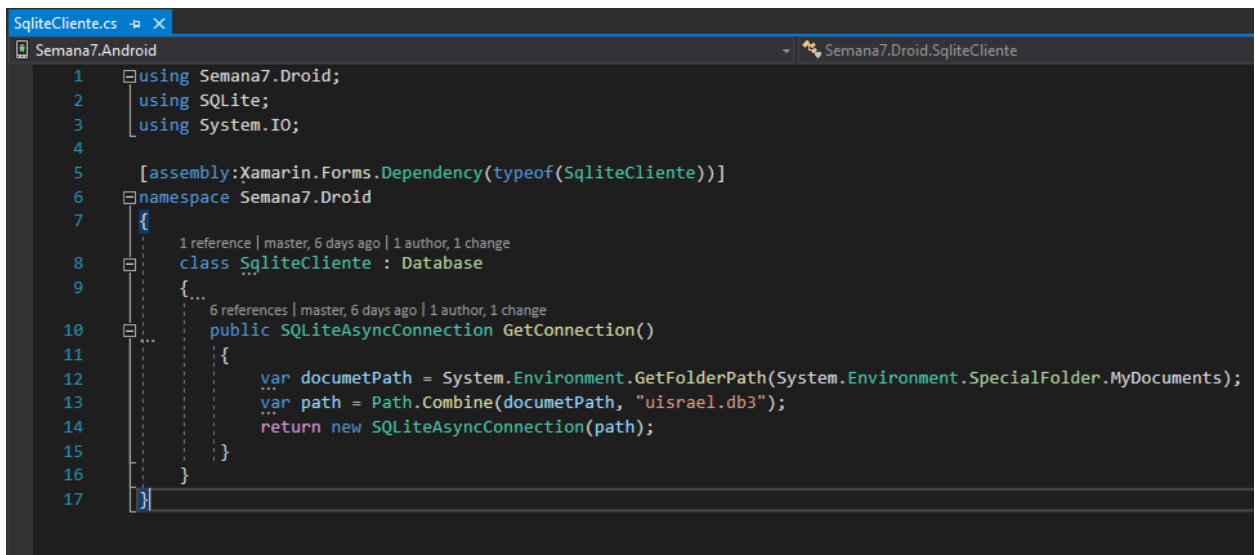 SqliteCliente.cs
Semana7.Android Semana7.Droid.SqliteCliente
1 using Semana7.Droid;
2 using SQLite;
3 using System.IO;
4
5 [assembly:Xamarin.Forms.Dependency(typeof(SqliteCliente))]
6 namespace Semana7.Droid
7 {
1 reference | master, 6 days ago | 1 author, 1 change
8 class SqliteCliente : Database
9 {
6 references | master, 6 days ago | 1 author, 1 change
10 public SQLiteAsyncConnection GetConnection()
11 {
12 var documetPath = System.Environment.GetFolderPath(System.Environment.SpecialFolder.MyDocuments);
13 var path = Path.Combine(documetPath, "uisrael.db3");
14 return new SQLiteAsyncConnection(path);
15 }
16 }
17 }